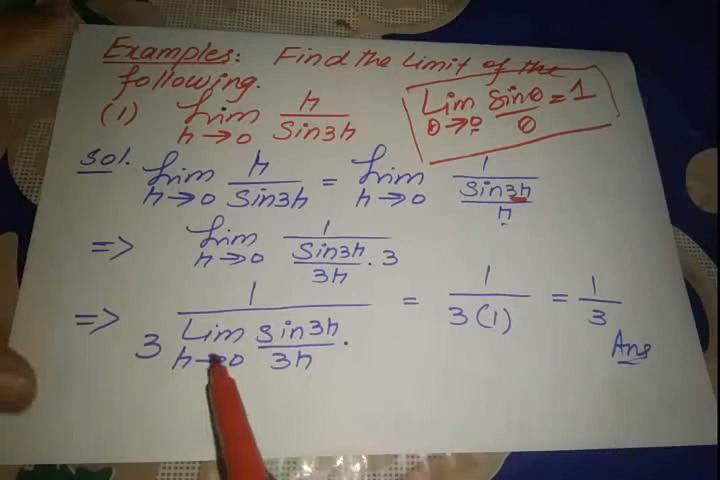 Examples: Find the Limit of the
following.
(1) Lim h→0 h/Sin3h
Lim θ→0 Sinθ/θ = 1
Sol. Lim h→0 h/Sin3h = Lim h→0 1/(Sin3h/h)
=> Lim h→0 1/(Sin3h/3h . 3)
=> 1/(3 Lim h→0 Sin3h/3h) = 1/3(1) = 1/3
Ans